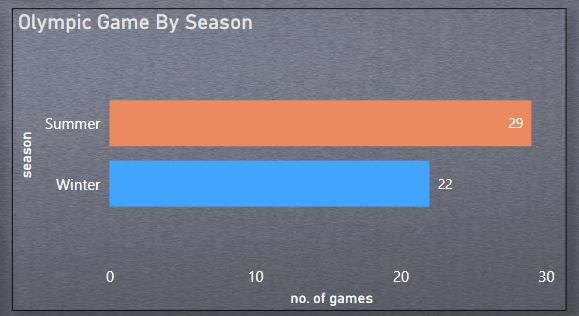 Olympic Game By Season
season
Summer
29
Winter
22
0 10 20 30
no. of games